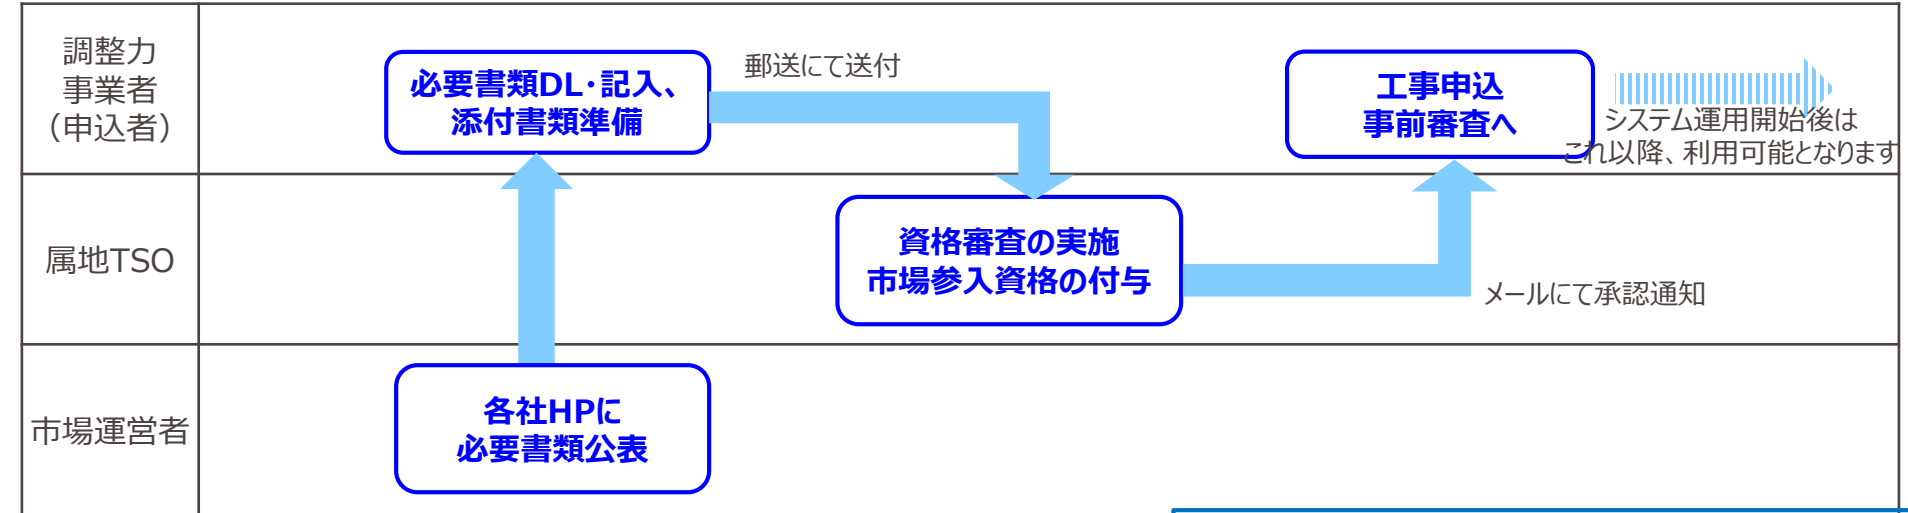 調整力
事業者
（申込者）
必要書類DL・記入、
添付書類準備
郵送にて送付
工事申込
事前審査へ
システム運用開始後は
これ以降、利用可能となります
属地TSO
資格審査の実施
市場参入資格の付与
メールにて承認通知
市場運営者
各社HPに
必要書類公表